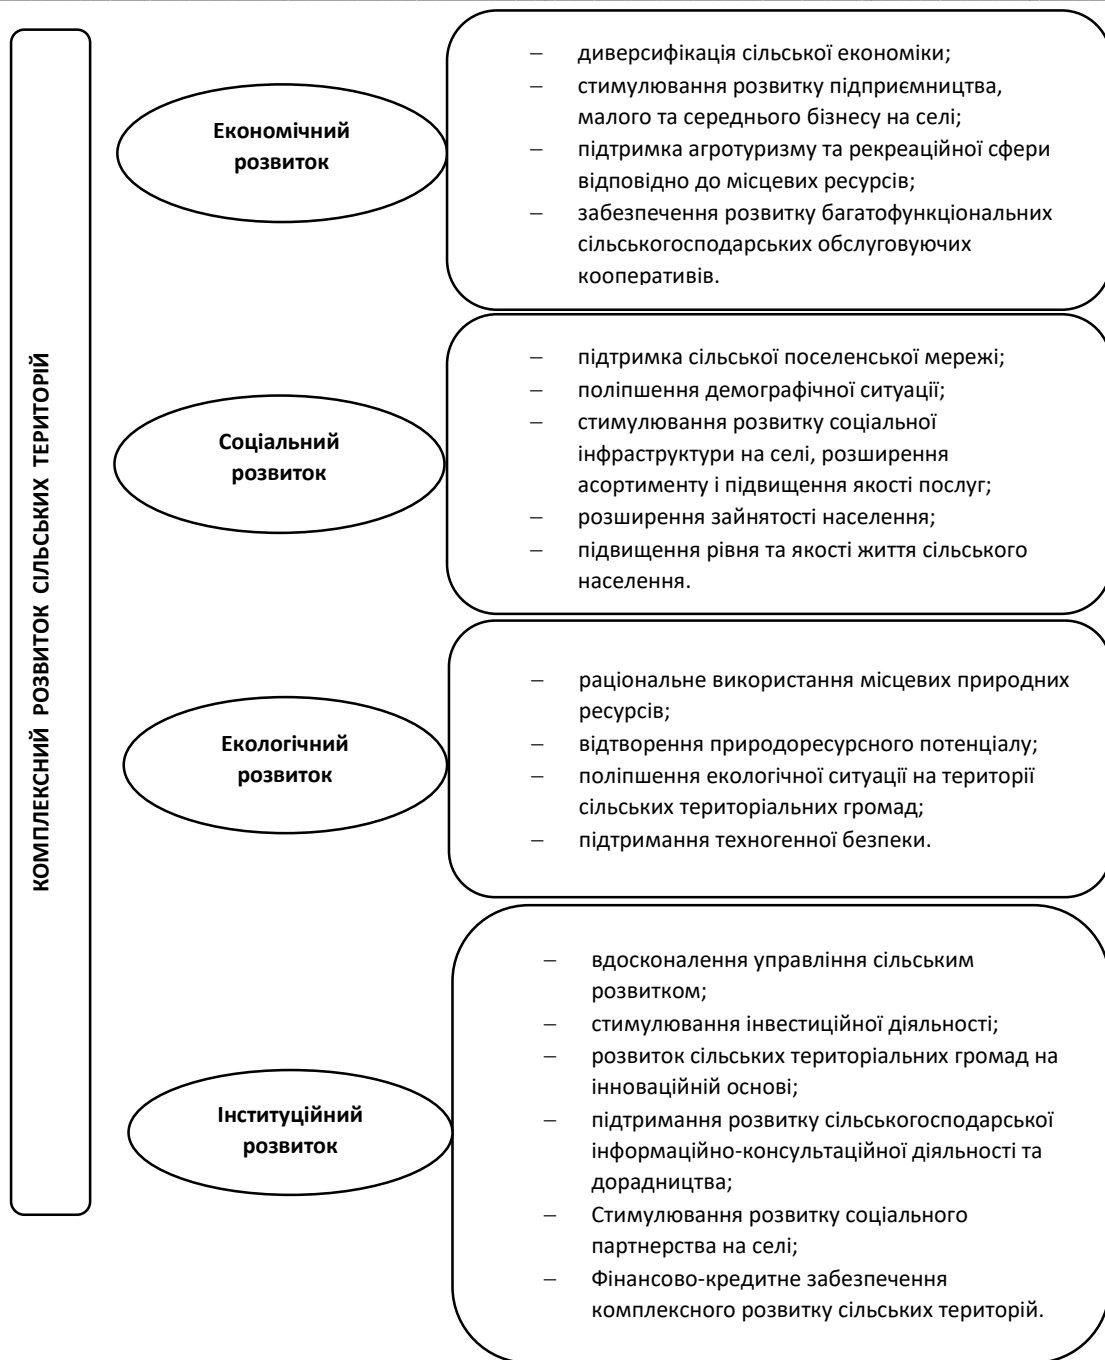 КОМПЛЕКСНИЙ РОЗВИТОК СІЛЬСЬКИХ ТЕРИТОРІЙ
Економічний
розвиток
– диверсифікація сільської економіки;
– стимулювання розвитку підприємництва,
малого та середнього бізнесу на селі;
– підтримка агротуризму та рекреаційної сфери
відповідно до місцевих ресурсів;
– забезпечення розвитку багатофункціональних
сільськогосподарських обслуговуючих
кооперативів.
Соціальний
розвиток
– підтримка сільської поселенської мережі;
– поліпшення демографічної ситуації;
– стимулювання розвитку соціальної
інфраструктури на селі, розширення
асортименту і підвищення якості послуг;
– розширення зайнятості населення;
– підвищення рівня та якості життя сільського
населення.
Екологічний
розвиток
– раціональне використання місцевих природних
ресурсів;
– відтворення природоресурсного потенціалу;
– поліпшення екологічної ситуації на території
сільських територіальних громад;
– підтримання техногенної безпеки.
Інституційний
розвиток
– вдосконалення управління сільським
розвитком;
– стимулювання інвестиційної діяльності;
– розвиток сільських територіальних громад на
інноваційній основі;
– підтримання розвитку сільськогосподарської
інформаційно-консультаційної діяльності та
дорадництва;
– Стимулювання розвитку соціального
партнерства на селі;
– Фінансово-кредитне забезпечення
комплексного розвитку сільських територій.